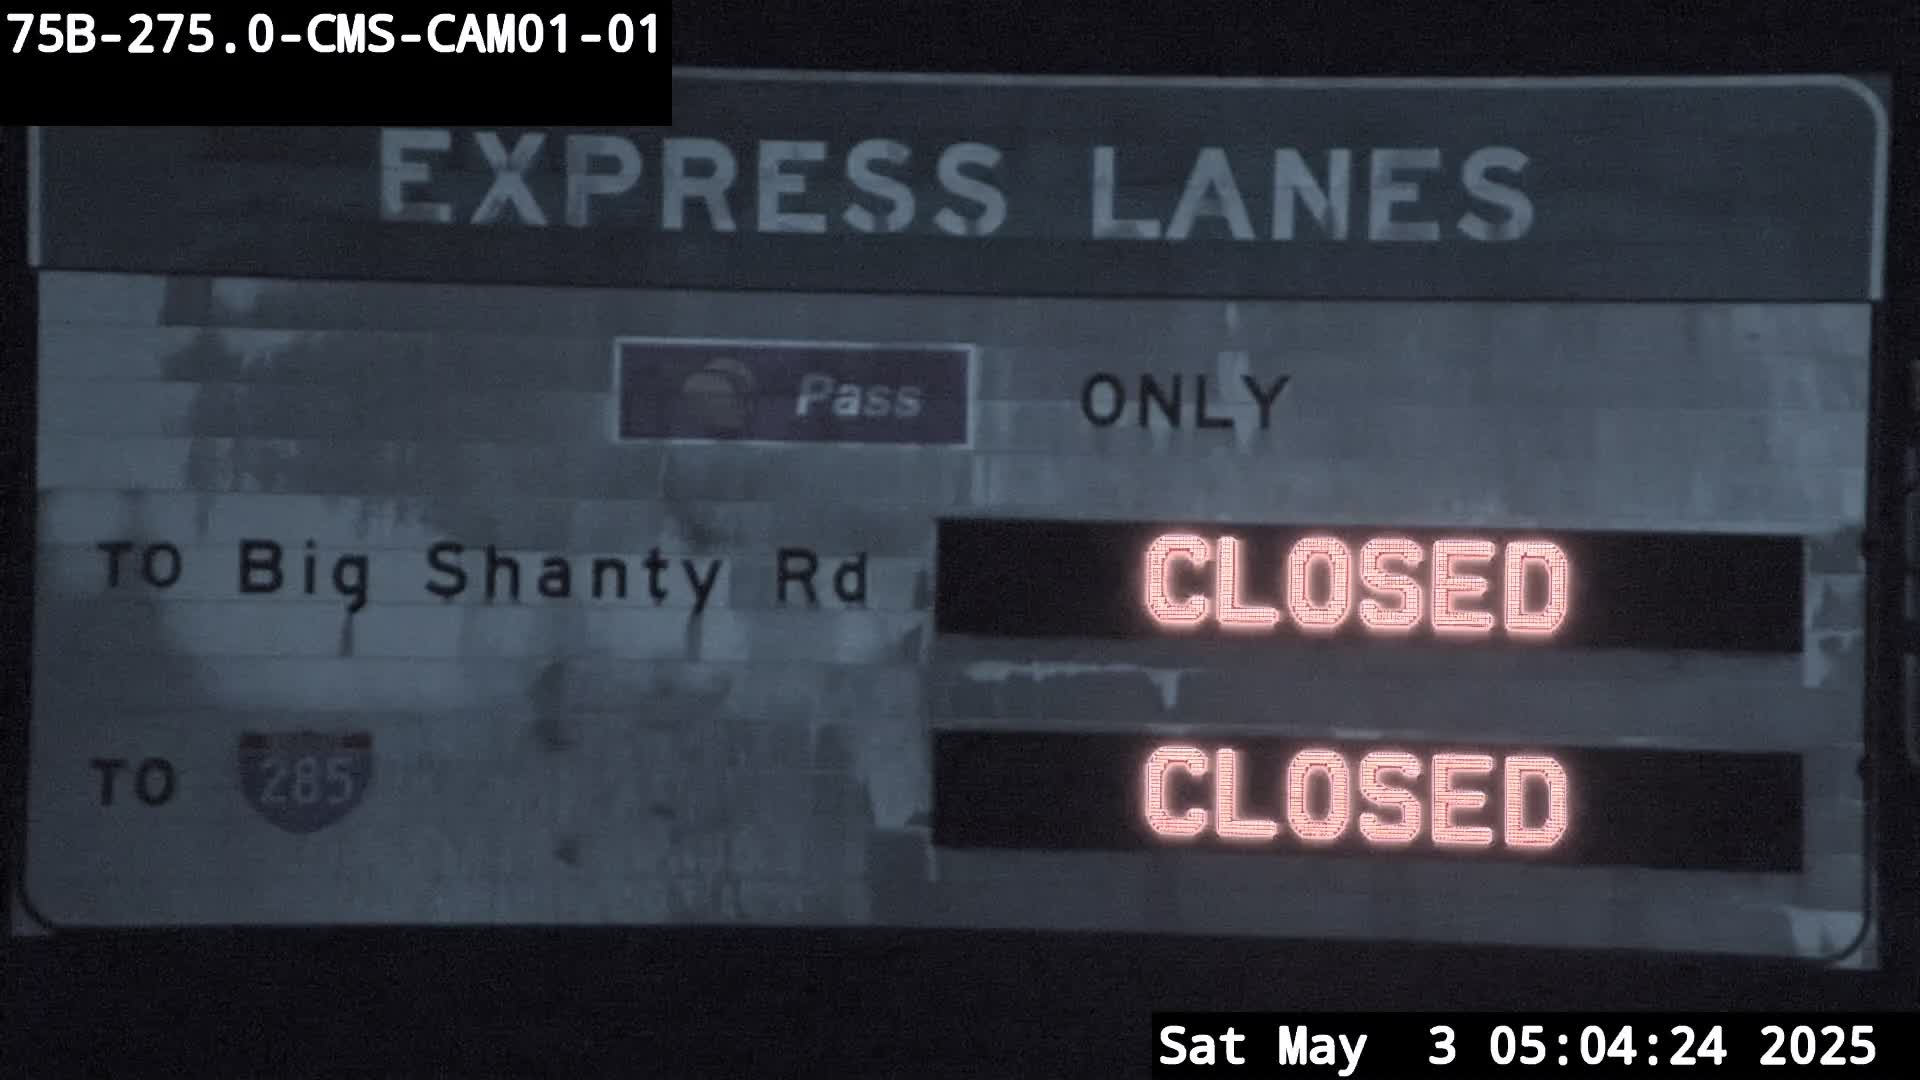 75B-275.0-CMS-CAM01-01
EXPRESS LANES
Pass ONLY
TO Big Shanty Rd CLOSED
TO 285 CLOSED
Sat May 3 05:04:24 2025